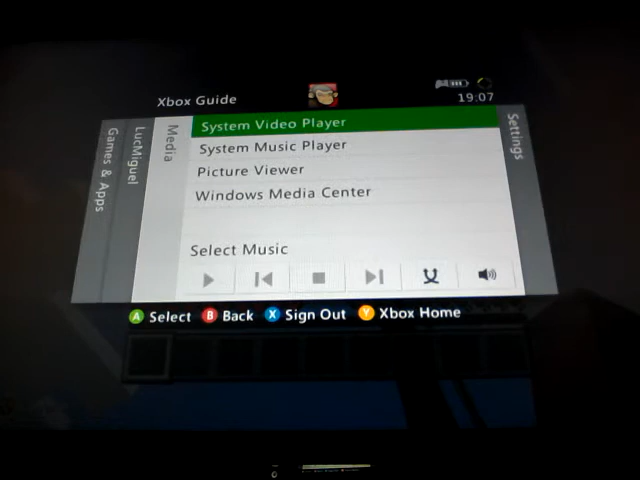 Xbox Guide
19:07
Games & Apps
LucMiguel
Media
System Video Player
System Music Player
Picture Viewer
Windows Media Center
Select Music
Settings
A Select B Back X Sign Out Y Xbox Home